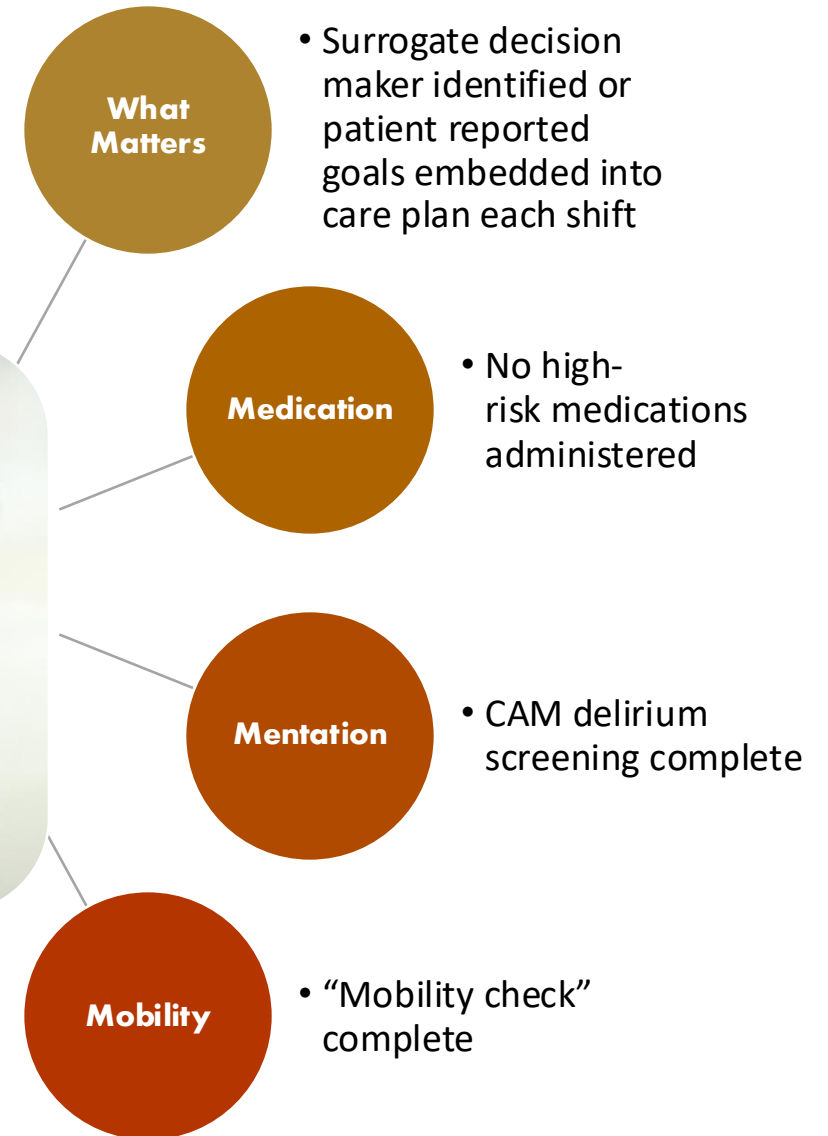 What
Matters
• Surrogate decision
maker identified or
patient reported
goals embedded into
care plan each shift
Medication
• No high-
risk medications
administered
Mentation
• CAM delirium
screening complete
Mobility
• “Mobility check”
complete